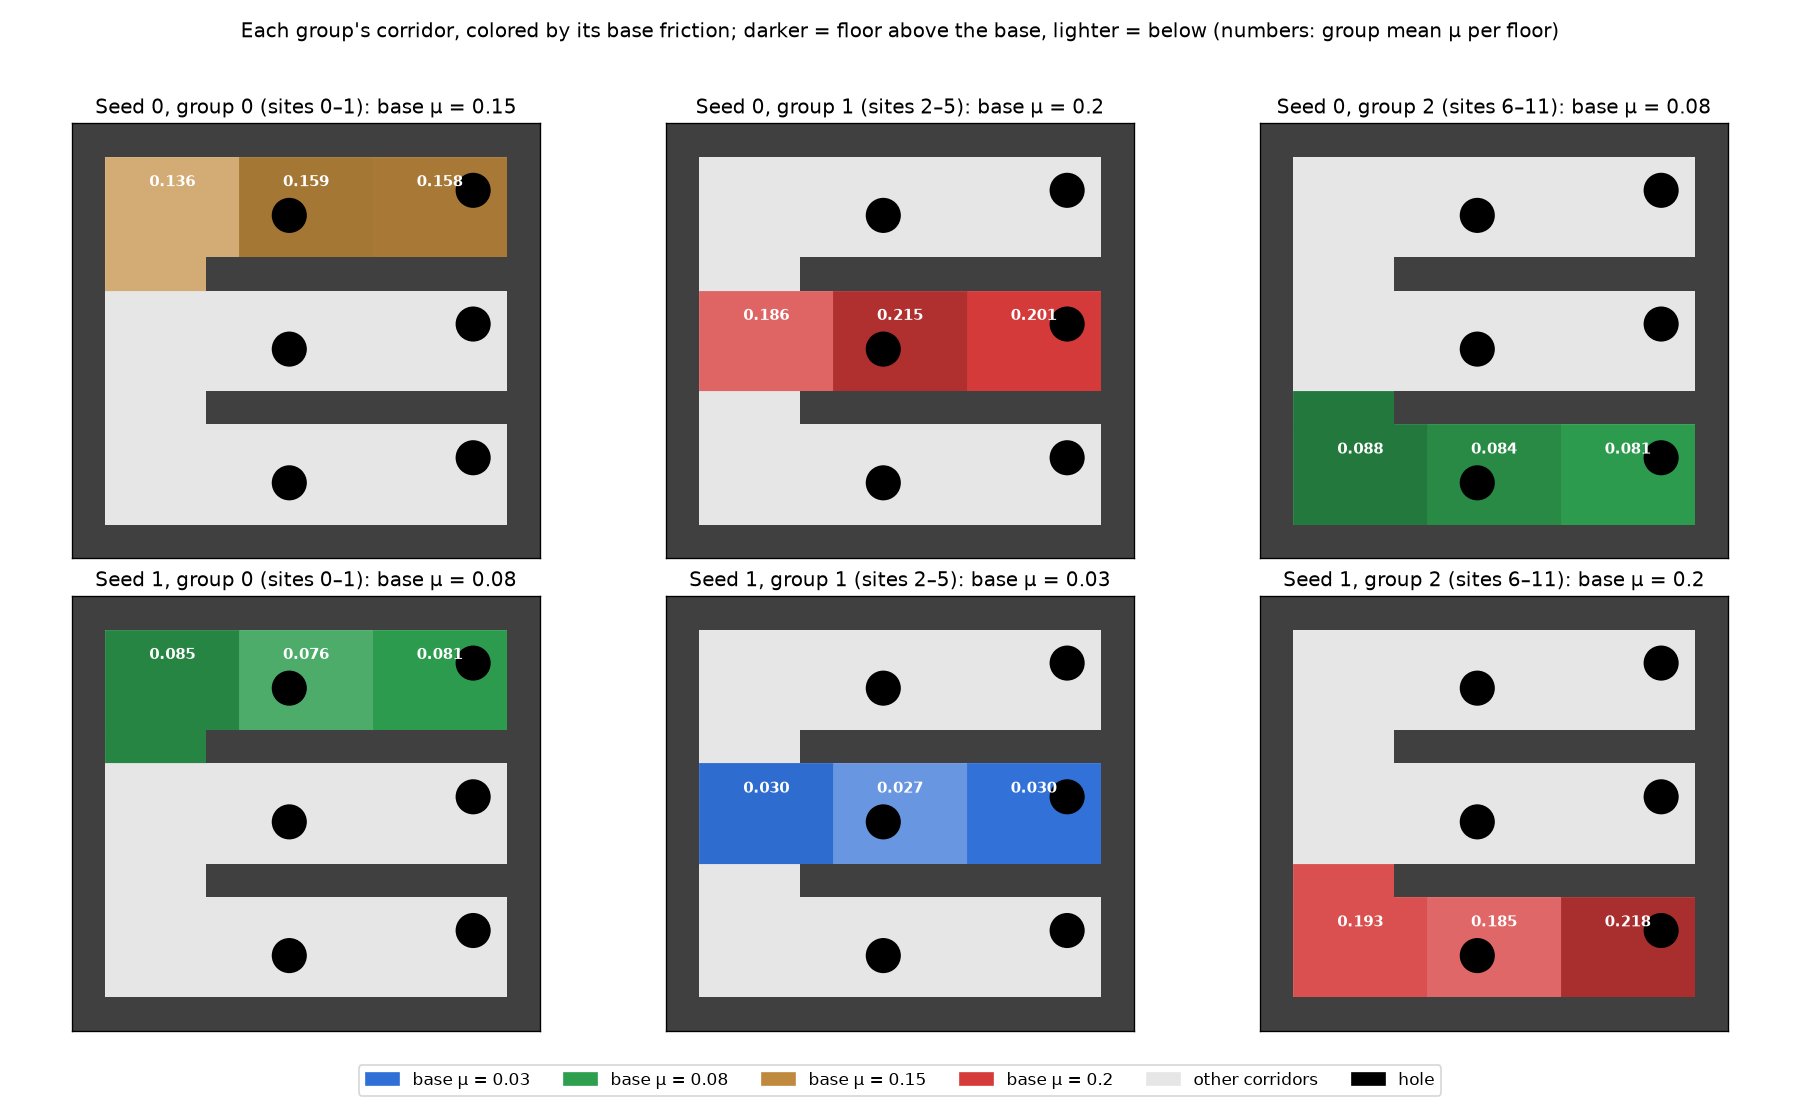 Each group's corridor, colored by its base friction; darker = floor above the base, lighter = below (numbers: group mean μ per floor)
Seed 0, group 0 (sites 0–1): base μ = 0.15
0.136 0.159 0.158
Seed 0, group 1 (sites 2–5): base μ = 0.2
0.186 0.215 0.201
Seed 0, group 2 (sites 6–11): base μ = 0.08
0.088 0.084 0.081
Seed 1, group 0 (sites 0–1): base μ = 0.08
0.085 0.076 0.081
Seed 1, group 1 (sites 2–5): base μ = 0.03
0.030 0.027 0.030
Seed 1, group 2 (sites 6–11): base μ = 0.2
0.193 0.185 0.218
base μ = 0.03 base μ = 0.08 base μ = 0.15 base μ = 0.2 other corridors hole